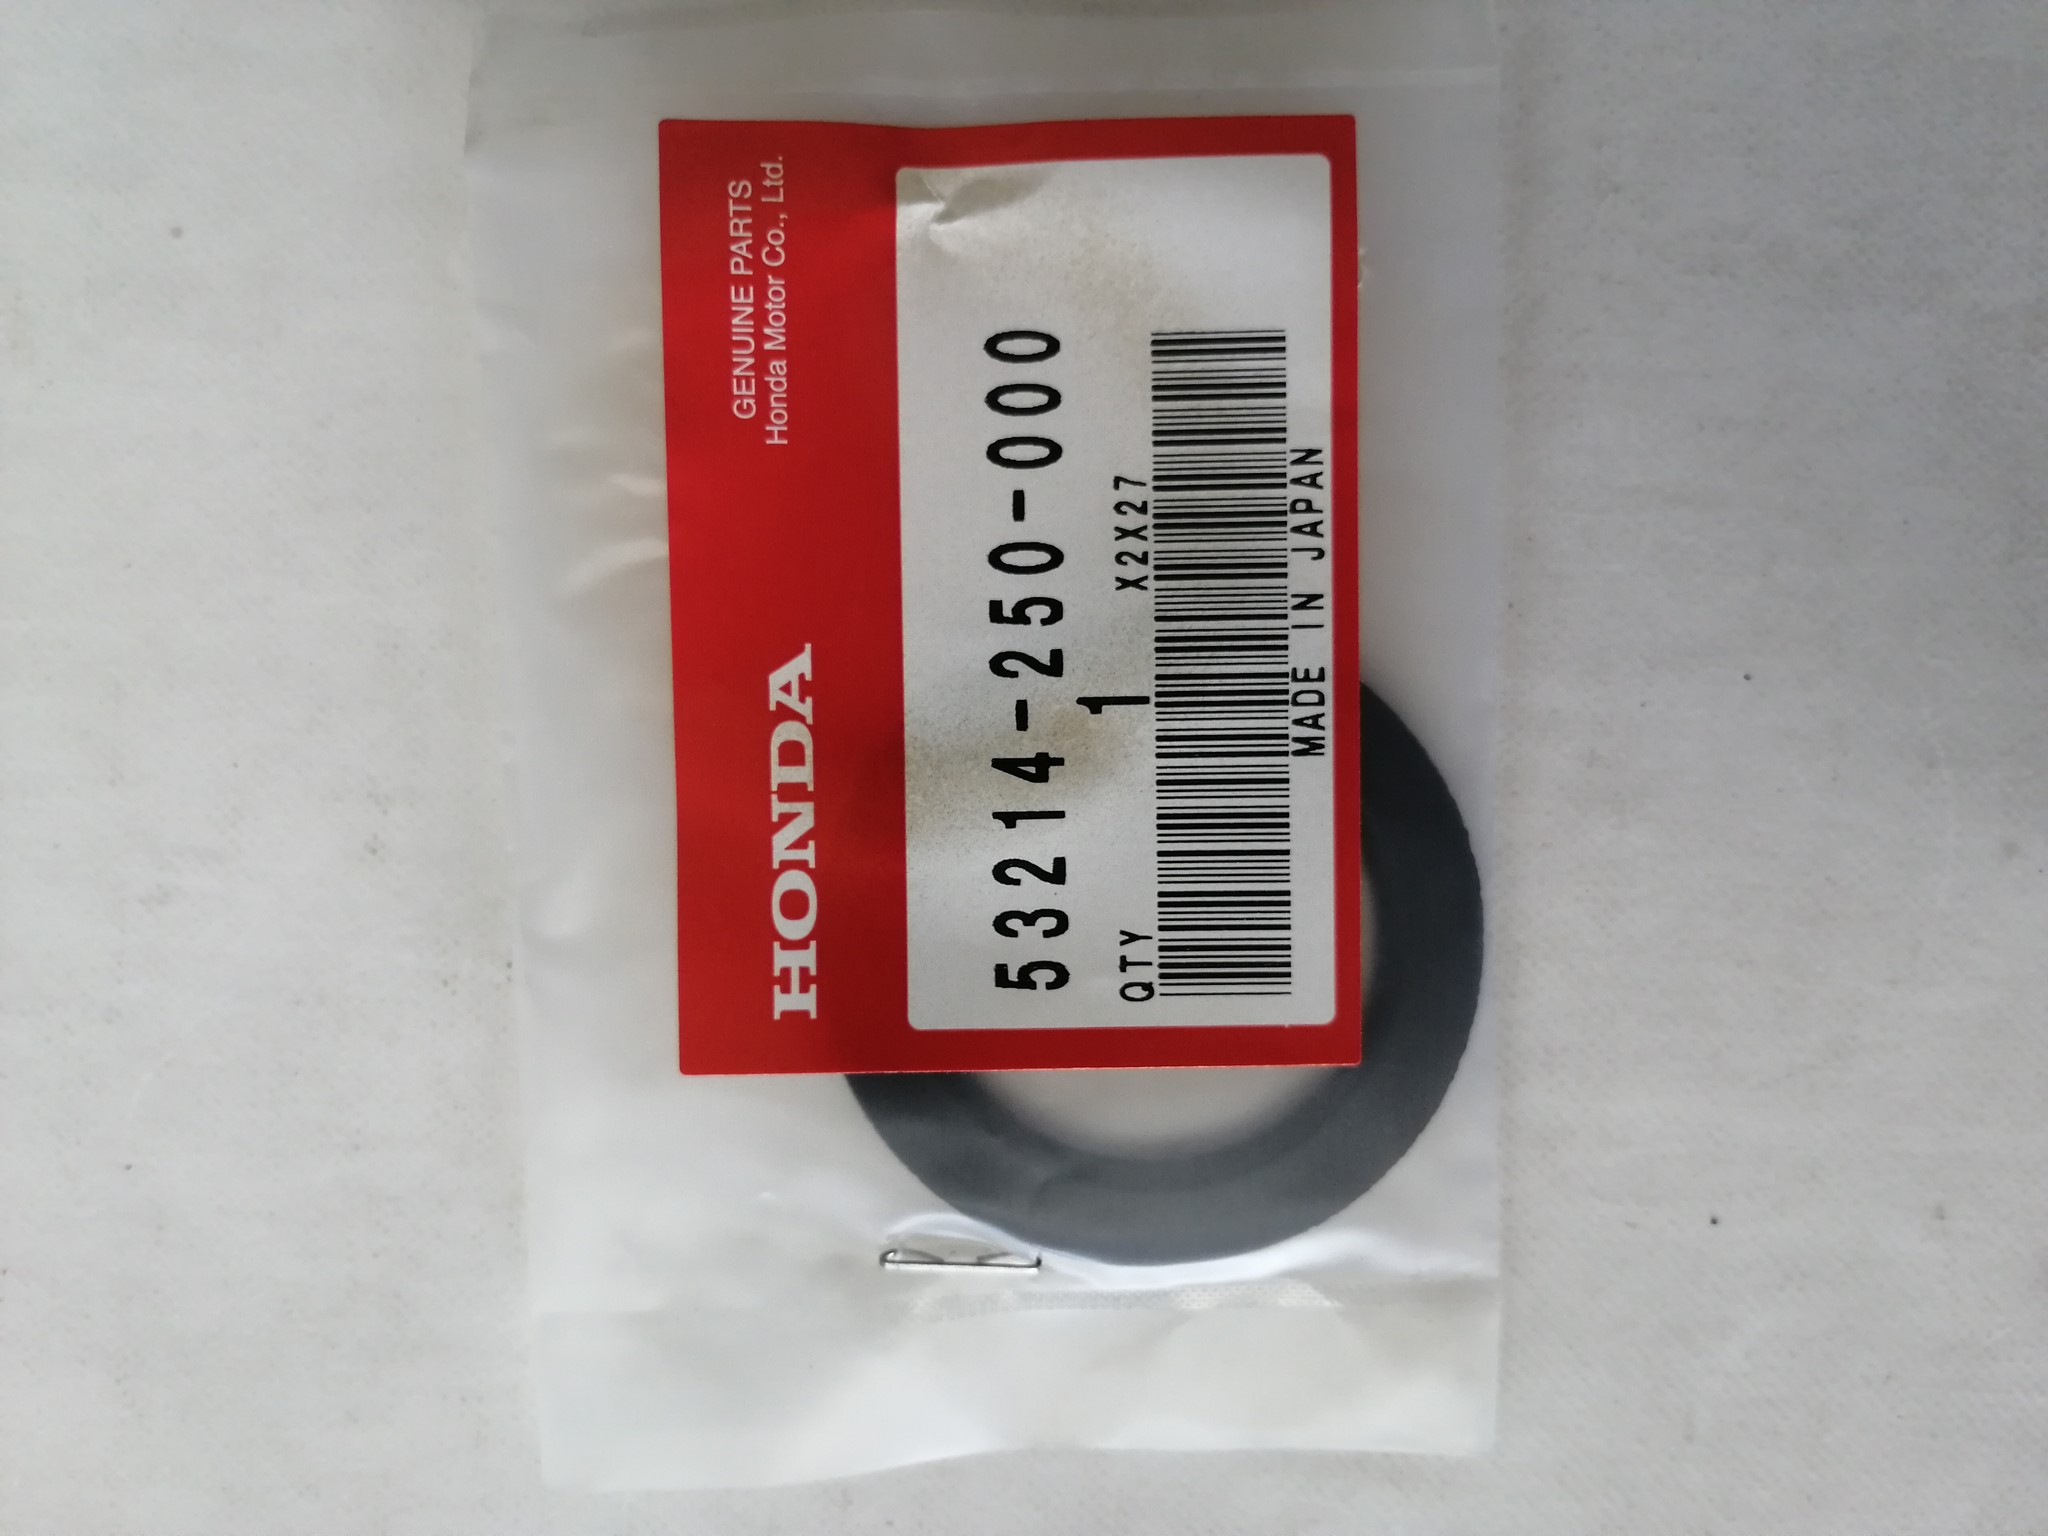 HONDA
GENUINE PARTS
Honda Motor Co., Ltd.
53214-250-000
QTY 1 X2X27
MADE IN JAPAN